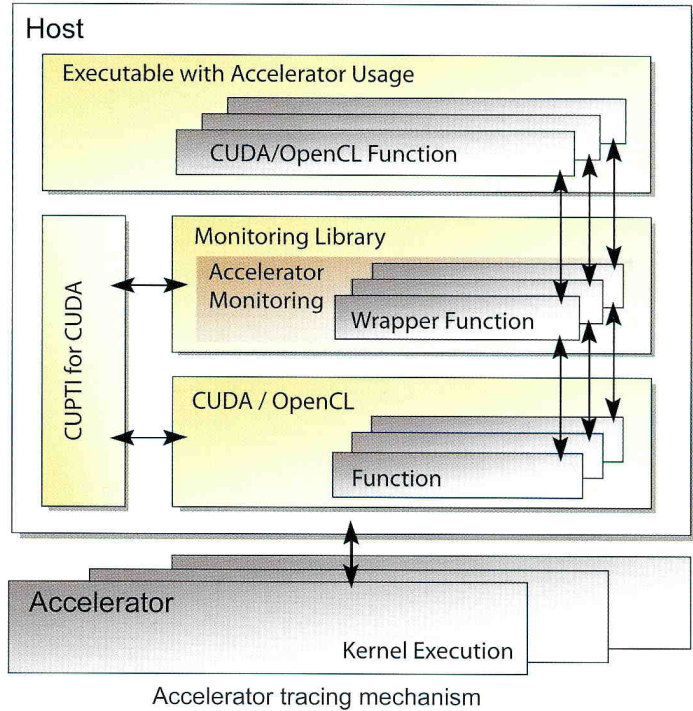 Host
Executable with Accelerator Usage
CUDA/OpenCL Function
CUPTI for CUDA
Monitoring Library
Accelerator
Monitoring
Wrapper Function
CUDA / OpenCL
Function
Accelerator
Kernel Execution
Accelerator tracing mechanism